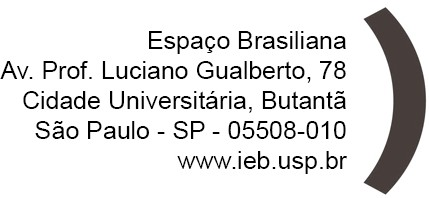 Espaço Brasiliana
Av. Prof. Luciano Gualberto, 78
Cidade Universitária, Butantã
São Paulo - SP - 05508-010
www.ieb.usp.br